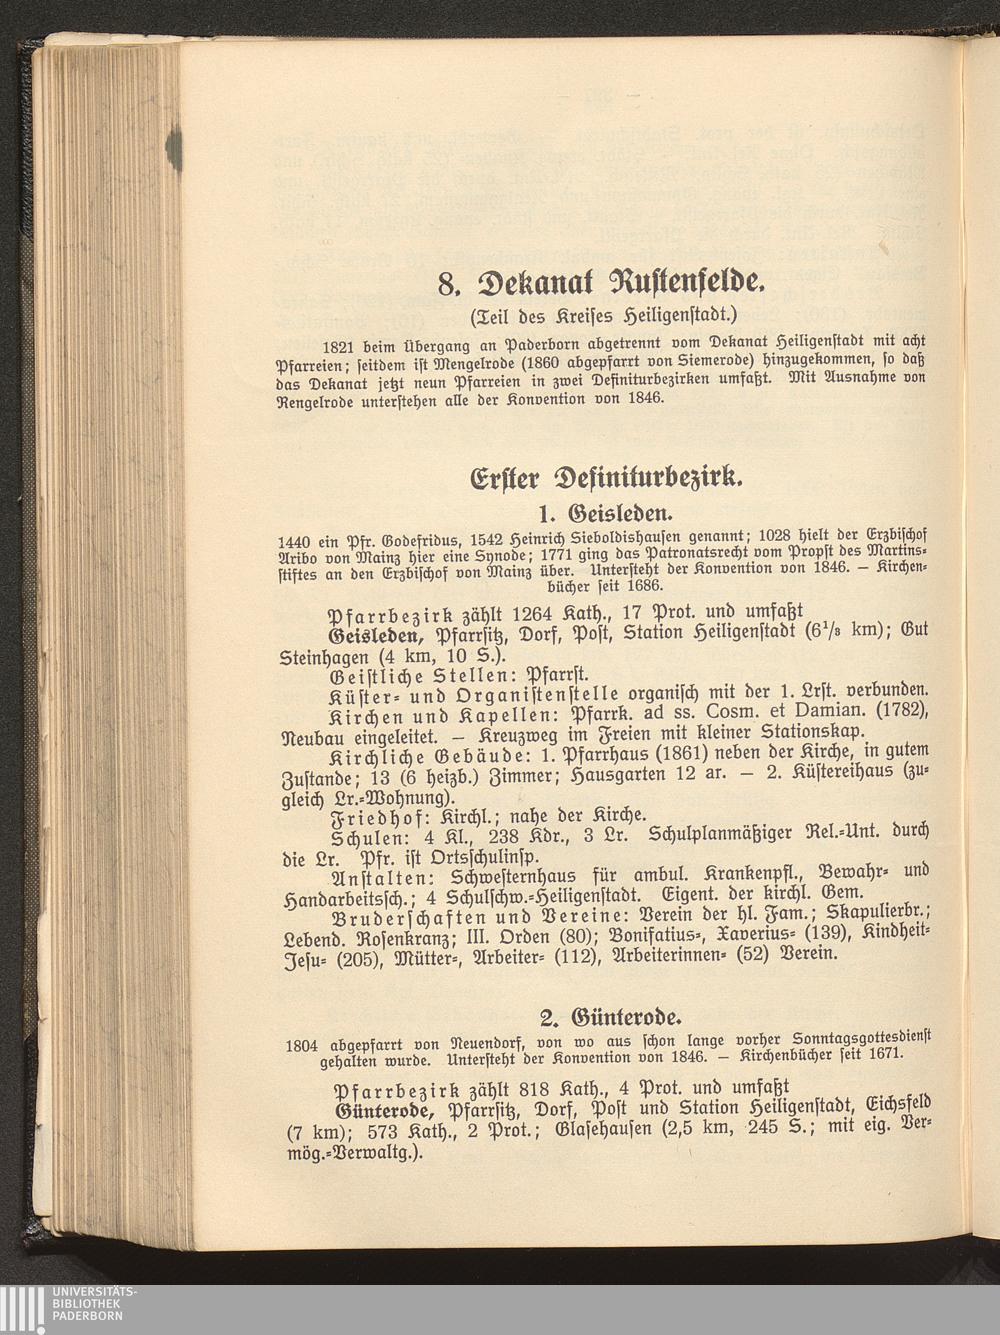 8. Dekanat Rustenfelde.
(Teil des Kreises Heiligenstadt.)
1821 beim Übergang an Paderborn abgetrennt vom Dekanat Heiligenstadt mit acht
Pfarreien; seitdem ist Mengelrode (1860 abgepfarrt von Siemerode) hinzugekommen, so daß
das Dekanat jetzt neun Pfarreien in zwei Definiturbezirken umfaßt. Mit Ausnahme von
Rengelrode unterstehen alle der Konvention von 1846.
Erster Definiturbezirk.
1. Geisleden.
1440 ein Pfr. Godefridus, 1542 Heinrich Sieboldishausen genannt; 1028 hielt der Erzbischof
Aribo von Mainz hier eine Synode; 1771 ging das Patronatsrecht vom Propst des Martins-
stiftes an den Erzbischof von Mainz über. Untersteht der Konvention von 1846. — Kirchen-
bücher seit 1686.
Pfarrbezirk zählt 1264 Kath., 17 Prot. und umfaßt
Geisleden, Pfarrsitz, Dorf, Post, Station Heiligenstadt (6¹/₃ km); Gut
Steinhagen (4 km, 10 S.).
Geistliche Stellen: Pfarrst.
Küster- und Organistenstelle organisch mit der 1. Lrst. verbunden.
Kirchen und Kapellen: Pfarrk. ad ss. Cosm. et Damian. (1782),
Neubau eingeleitet. — Kreuzweg im Freien mit kleiner Stationskap.
Kirchliche Gebäude: 1. Pfarrhaus (1861) neben der Kirche, in gutem
Zustande; 13 (6 heizb.) Zimmer; Hausgarten 12 ar. — 2. Küstereihaus (zu-
gleich Lr.-Wohnung).
Friedhof: Kirchl.; nahe der Kirche.
Schulen: 4 Kl., 238 Kdr., 3 Lr. Schulplanmäßiger Rel.-Unt. durch
die Lr. Pfr. ist Ortsschulinsp.
Anstalten: Schwesternhaus für ambul. Krankenpfl., Bewahr- und
Handarbeitssch.; 4 Schulschw.-Heiligenstadt. Eigent. der kirchl. Gem.
Bruderschaften und Vereine: Verein der hl. Fam.; Skapulierbr.;
Lebend. Rosenkranz; III. Orden (80); Bonifatius-, Xaverius- (139), Kindheit-
Jesu- (205), Mütter-, Arbeiter- (112), Arbeiterinnen- (52) Verein.
2. Günterode.
1804 abgepfarrt von Neuendorf, von wo aus schon lange vorher Sonntagsgottesdienst
gehalten wurde. Untersteht der Konvention von 1846. — Kirchenbücher seit 1671.
Pfarrbezirk zählt 818 Kath., 4 Prot. und umfaßt
Günterode, Pfarrsitz, Dorf, Post und Station Heiligenstadt, Eichsfeld
(7 km); 573 Kath., 2 Prot.; Glasehausen (2,5 km, 245 S.; mit eig. Ver-
mög.-Verwaltg.).
UNIVERSITÄTS-
BIBLIOTHEK
PADERBORN